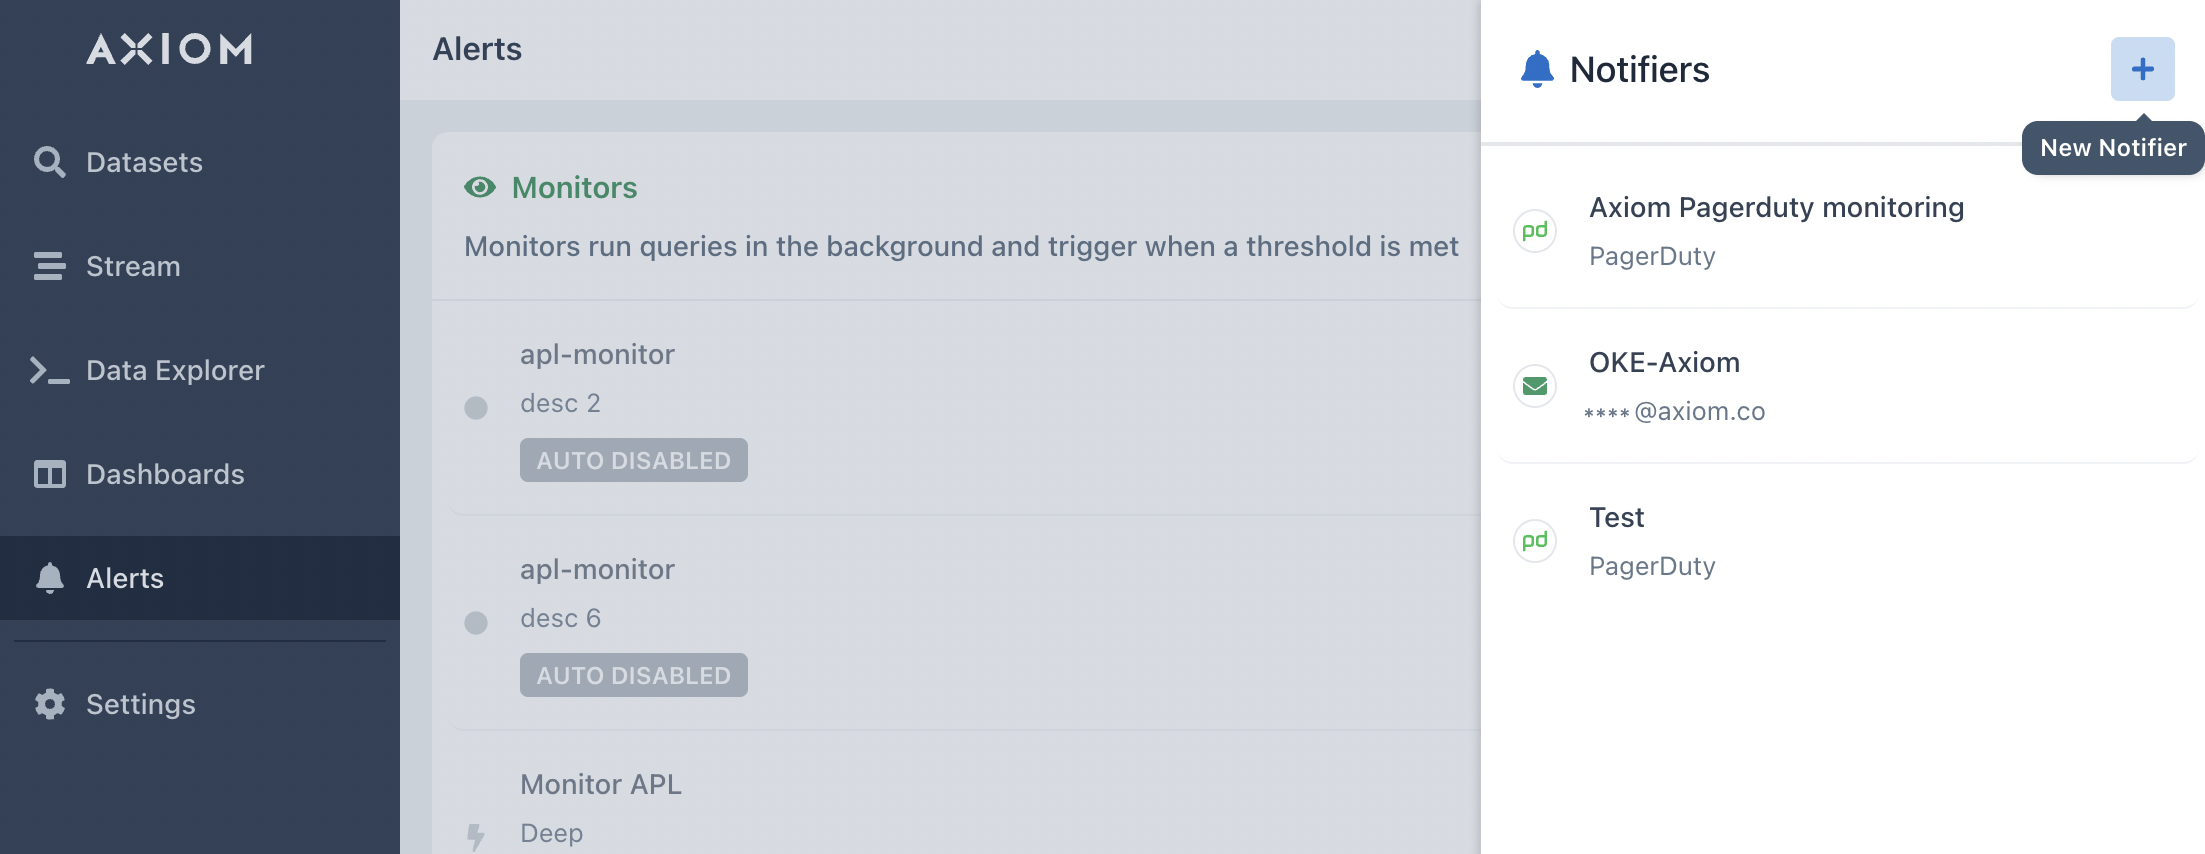 AXIOM
Datasets
Stream
Data Explorer
Dashboards
Alerts
Settings
Alerts
Monitors
Monitors run queries in the background and trigger when a threshold is met
apl-monitor
desc 2
AUTO DISABLED
apl-monitor
desc 6
AUTO DISABLED
Monitor APL
Deep
Notifiers
+
New Notifier
pd
Axiom Pagerduty monitoring
PagerDuty
OKE-Axiom
****@axiom.co
pd
Test
PagerDuty